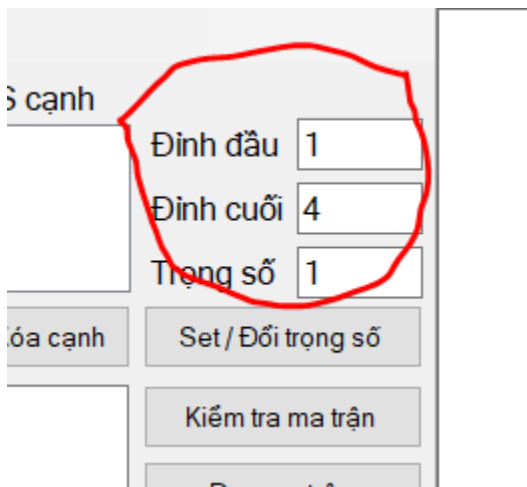 cạnh
Đỉnh đầu 1
Đỉnh cuối 4
Trọng số 1
cạnh Set / Đổi trọng số
Kiểm tra ma trận